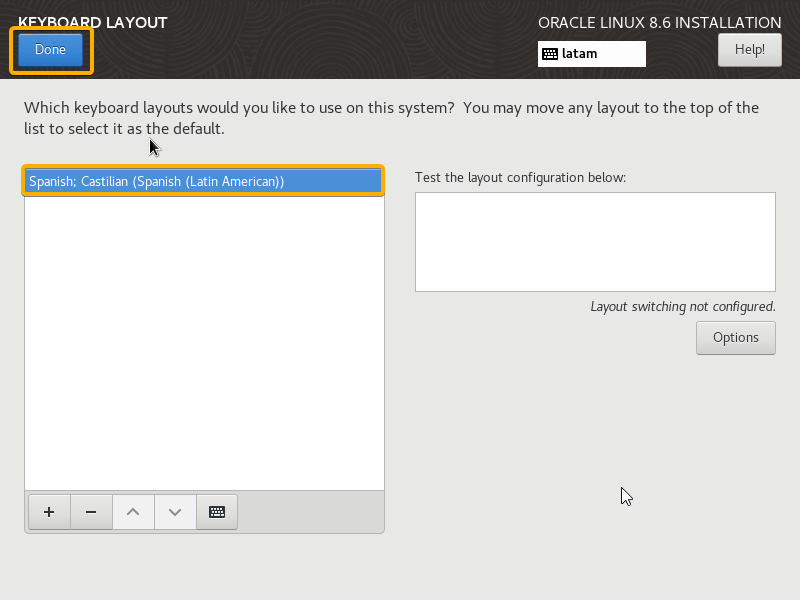 KEYBOARD LAYOUT
ORACLE LINUX 8.6 INSTALLATION
Done
latam
Help!
Which keyboard layouts would you like to use on this system? You may move any layout to the top of the
list to select it as the default.
Spanish; Castilian (Spanish (Latin American))
Test the layout configuration below:
Layout switching not configured.
Options